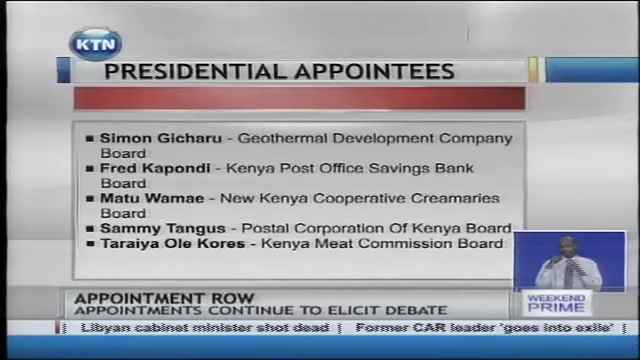 KTN
PRESIDENTIAL APPOINTEES
▪ Simon Gicharu - Geothermal Development Company
Board
▪ Fred Kapondi - Kenya Post Office Savings Bank
Board
▪ Matu Wamae - New Kenya Cooperative Creamaries
Board
▪ Sammy Tangus - Postal Corporation Of Kenya Board
▪ Taraiya Ole Kores - Kenya Meat Commission Board
WEEKEND
PRIME
APPOINTMENT ROW
APPOINTMENTS CONTINUE TO ELICIT DEBATE
Libyan cabinet minister shot dead || Former CAR leader 'goes into exile' ||